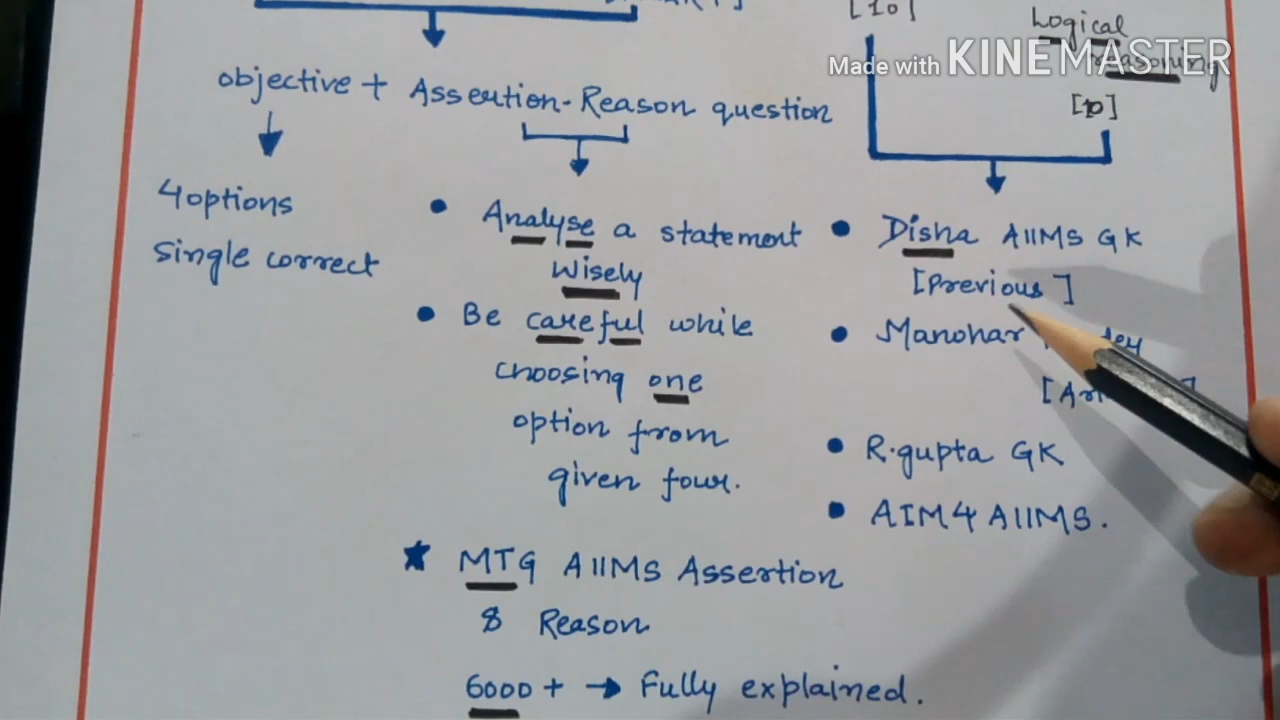 [10]
Logical
Made with KINEMASTER
[10]
objective + Assertion-Reason question
4 options
single correct
• Analyse a statement
wisely
• Be careful while
choosing one
option from
given four.
★ MTG AIIMS Assertion
& Reason
6000+ → Fully explained.
• Disha AIIMS GK
[Previous]
• Manohar
• R.gupta GK
• AIM4 AIIMS.